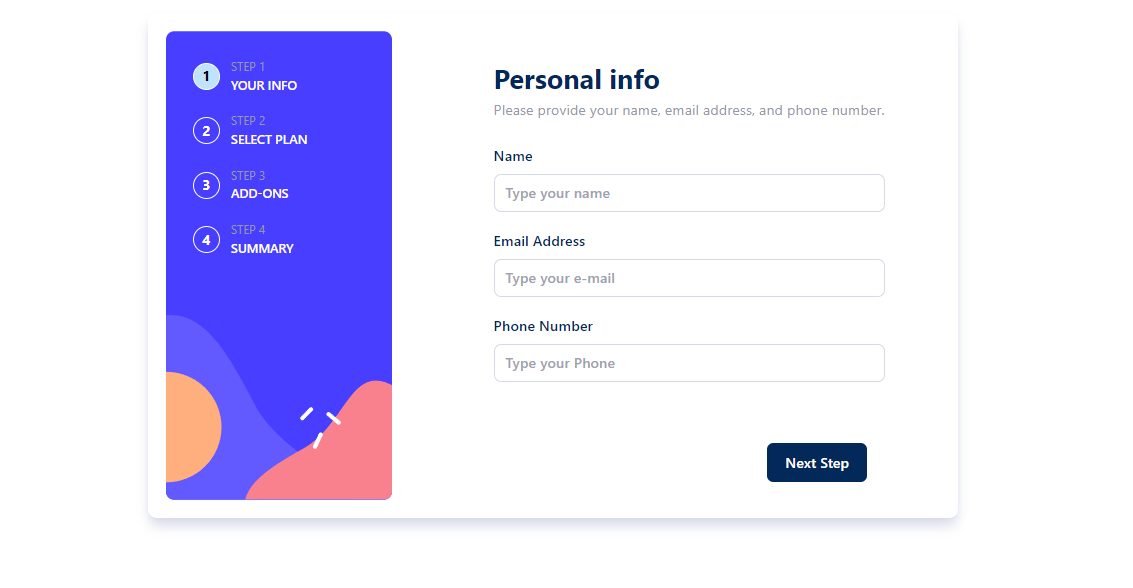 1
STEP 1
YOUR INFO
2
STEP 2
SELECT PLAN
3
STEP 3
ADD-ONS
4
STEP 4
SUMMARY
Personal info
Please provide your name, email address, and phone number.
Name
Type your name
Email Address
Type your e-mail
Phone Number
Type your Phone
Next Step